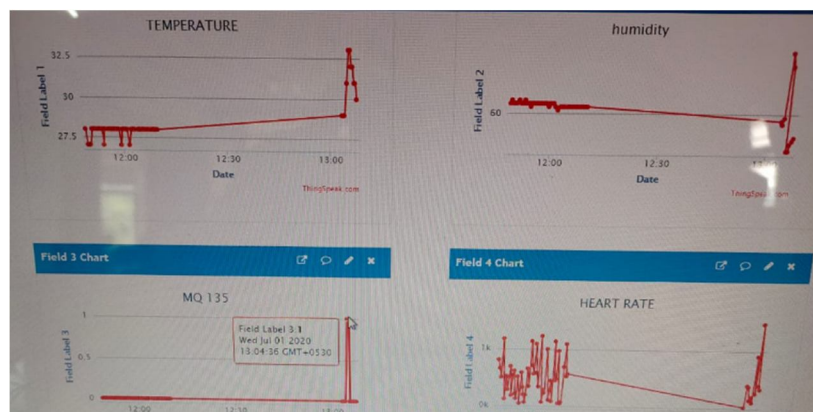 TEMPERATURE
Field Label 1
32.5
30
27.5
12:00
12:30
13:00
Date
ThingSpeak.com
humidity
Field Label 2
60
12:00
12:30
Date
Field 3 Chart
MQ 135
Field Label 3
1
0.5
0
Field Label 3:1
Wed Jul 01 2020
13:04:36 GMT+0530
12:00
Field 4 Chart
HEART RATE
Field Label 4
1k